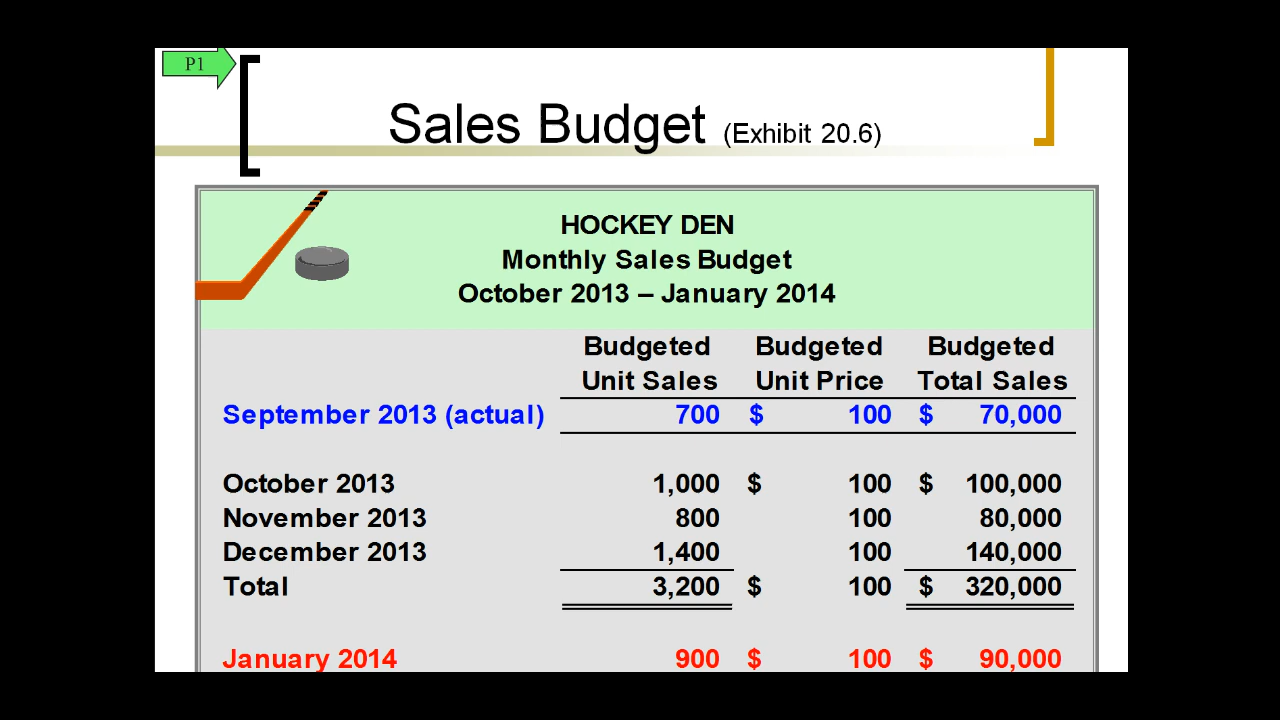 P1
Sales Budget (Exhibit 20.6)
HOCKEY DEN
Monthly Sales Budget
October 2013 – January 2014
Budgeted Budgeted Budgeted
Unit Sales Unit Price Total Sales
September 2013 (actual) 700 $ 100 $ 70,000
October 2013 1,000 $ 100 $ 100,000
November 2013 800 100 80,000
December 2013 1,400 100 140,000
Total 3,200 $ 100 $ 320,000
January 2014 900 $ 100 $ 90,000